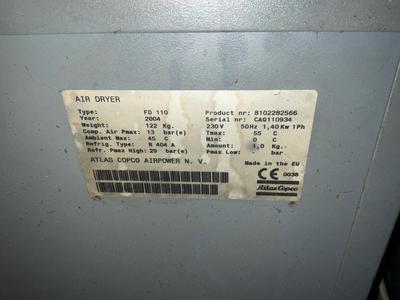 AIR DRYER
Type: FD 110 Product nr: 8102282566
Year: 2004 Serial nr: CAQ110934
Weight: 122 Kg. 230V 50Hz 1,40Kw 1Ph
Comp. Air Pmax: 13 bar(e) Tmax: 55 C
Ambient Max: 45 C Min: 0 C
Refrig. Type: R 404 A Amount: 1,0 Kg.
Refr. Pmax High: 29 bar(e) Pmax Low: bar.
ATLAS COPCO AIRPOWER N. V. Made in the EU
CE 0038
Atlas Copco